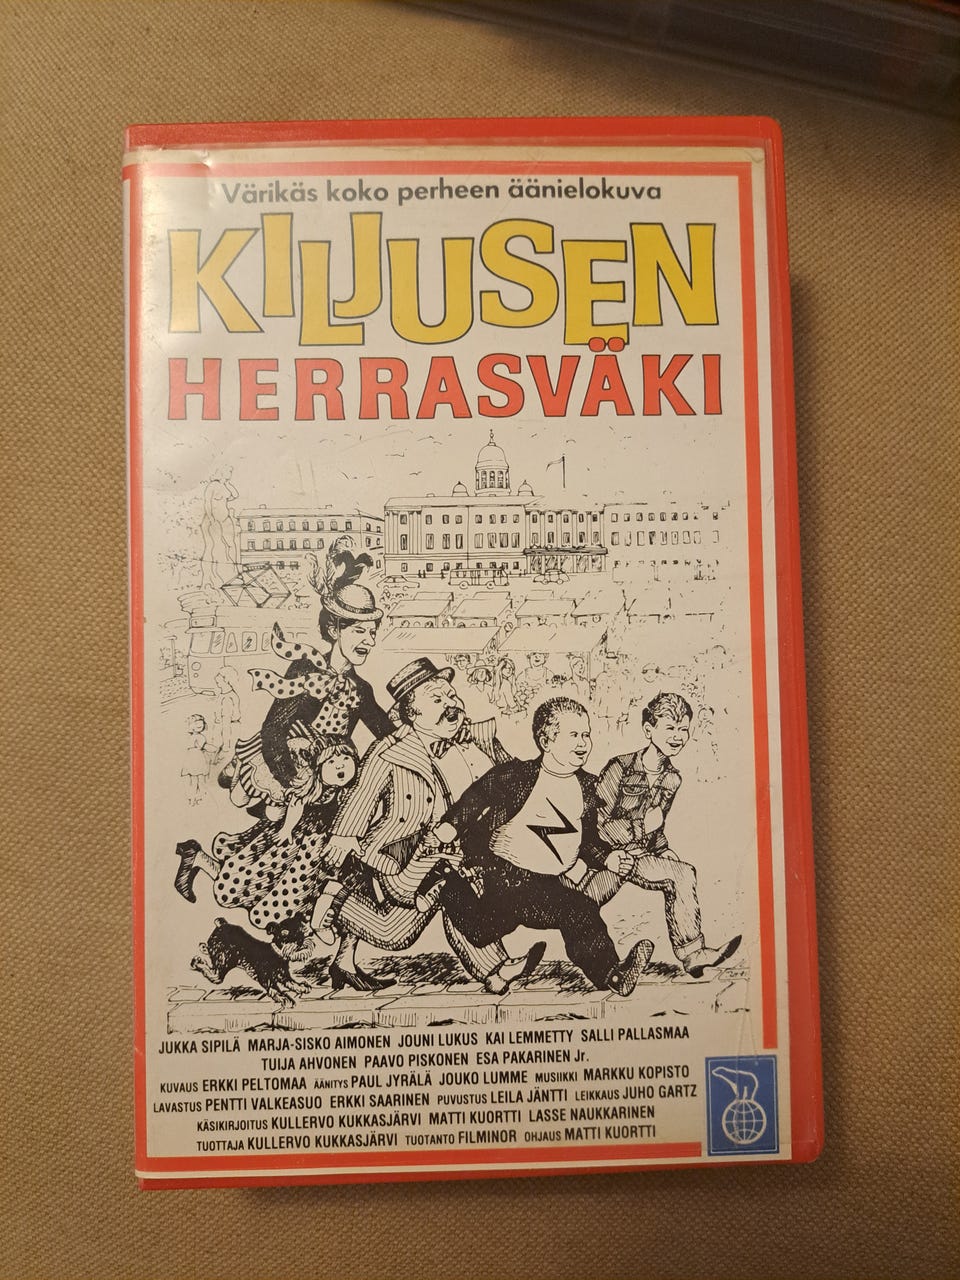 Värikäs koko perheen äänielokuva
KILJUSEN
HERRASVÄKI
JUKKA SIPILÄ MARJA-SISKO AIMONEN JOUNI LUKUS KAI LEMMETTY SALLI PALLASMAA
TUIJA AHVONEN PAAVO PISKONEN ESA PAKARINEN Jr.
KUVAUS ERKKI PELTOMAA ÄÄNITYS PAUL JYRÄLÄ JOUKO LUMME MUSIIKKI MARKKU KOPISTO
LAVASTUS PENTTI VALKEASUO ERKKI SAARINEN PUVUSTUS LEILA JÄNTTI LEIKKAUS JUHO GARTZ
KÄSIKIRJOITUS KULLERVO KUKKASJÄRVI MATTI KUORTTI LASSE NAUKKARINEN
TUOTTAJA KULLERVO KUKKASJÄRVI TUOTANTO FILMINOR OHJAUS MATTI KUORTTI